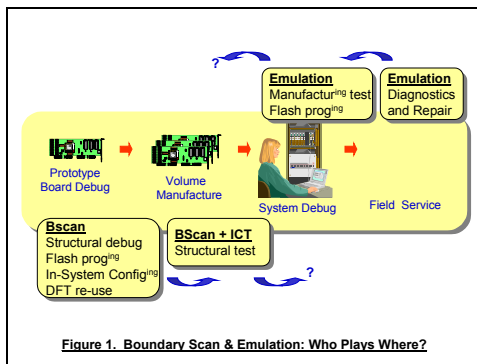 ?
Emulation
Manufacturing test
Flash proging
Emulation
Diagnostics
and Repair
Prototype
Board Debug
Volume
Manufacture
System Debug
Field Service
Bscan
Structural debug
Flash proging
In-System Configing
DFT re-use
BScan + ICT
Structural test
?
Figure 1. Boundary Scan & Emulation: Who Plays Where?